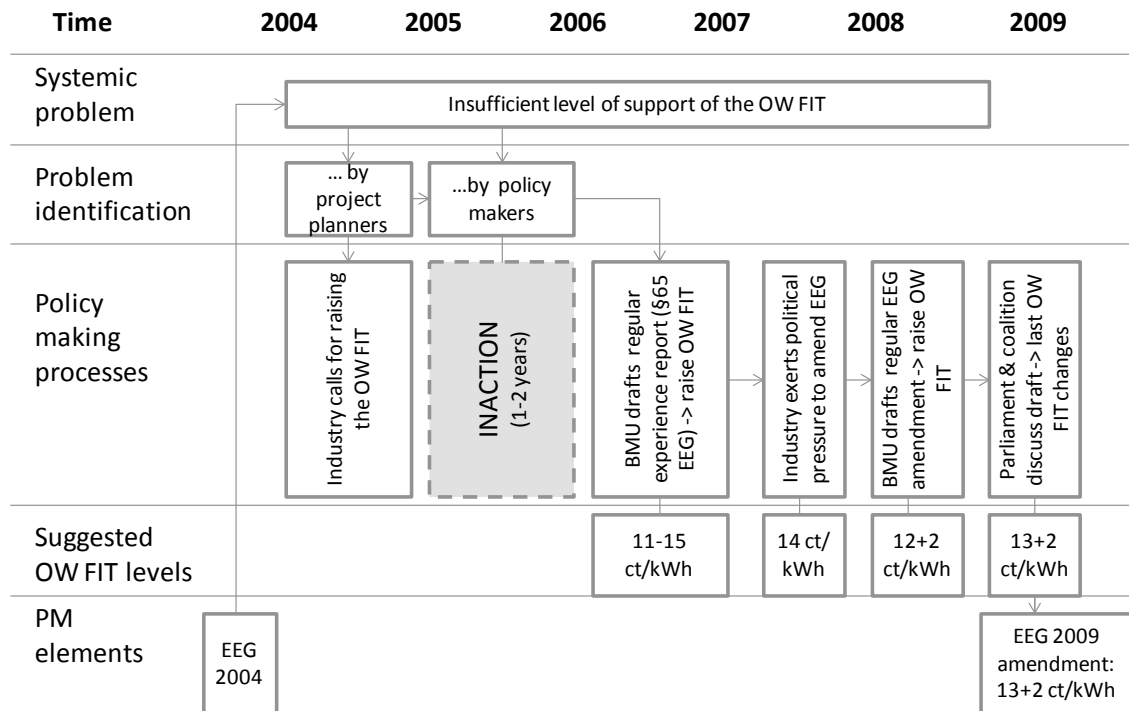 Time 2004 2005 2006 2007 2008 2009
Systemic
problem
Insufficient level of support of the OW FIT
Problem
identification
... by
project
planners
...by policy
makers
Policy
making
processes
Industry calls for raising
the OW FIT
INACTION
(1-2 years)
BMU drafts regular
experience report (§65
EEG) -> raise OW FIT
Industry exerts political
pressure to amend EEG
BMU drafts regular EEG
amendment -> raise OW
FIT
Parliament & coalition
discuss draft-> last OW
FIT changes
Suggested
OW FIT levels
11-15
ct/kWh
14 ct/
kWh
12+2
ct/kWh
13+2
ct/kWh
PM
elements
EEG
2004
EEG 2009
amendment:
13+2 ct/kWh